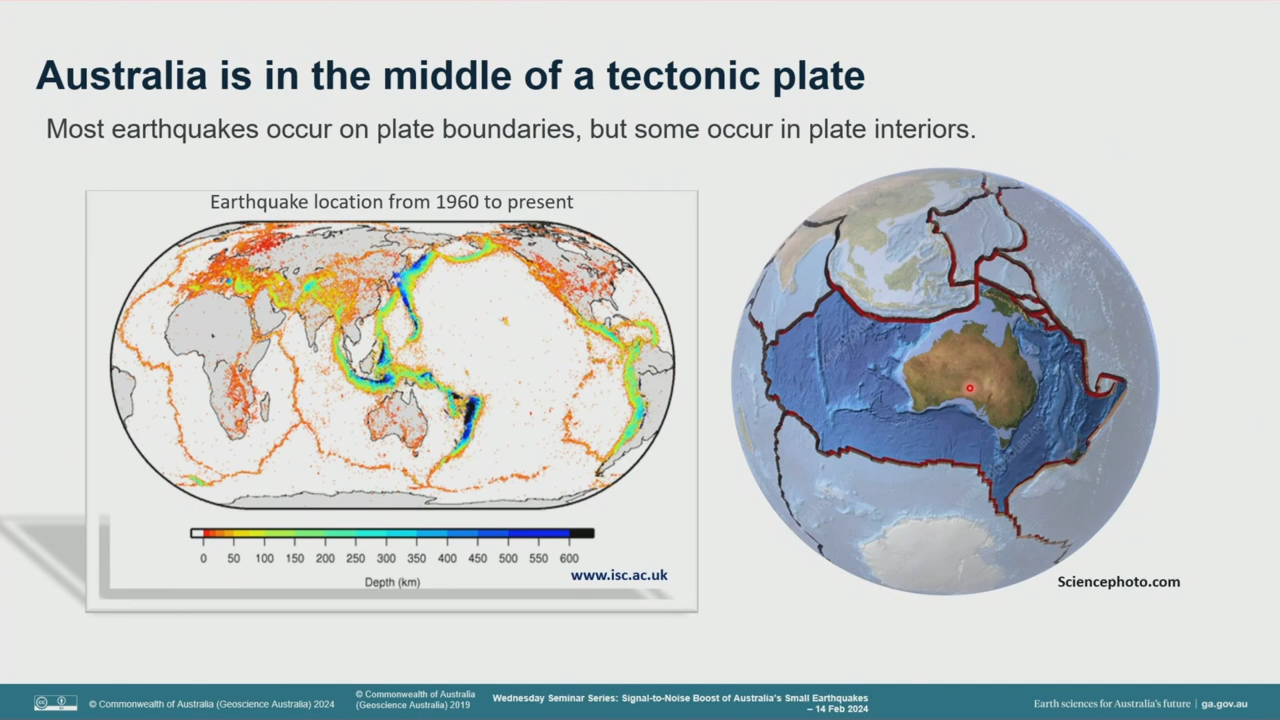 Australia is in the middle of a tectonic plate
Most earthquakes occur on plate boundaries, but some occur in plate interiors.
Earthquake location from 1960 to present
0 50 100 150 200 250 300 350 400 450 500 550 600
Depth (km)
www.isc.ac.uk
Sciencephoto.com
© Commonwealth of Australia (Geoscience Australia) 2024
© Commonwealth of Australia
(Geoscience Australia) 2019
Wednesday Seminar Series: Signal-to-Noise Boost of Australia's Small Earthquakes
– 14 Feb 2024
Earth sciences for Australia's future | ga.gov.au